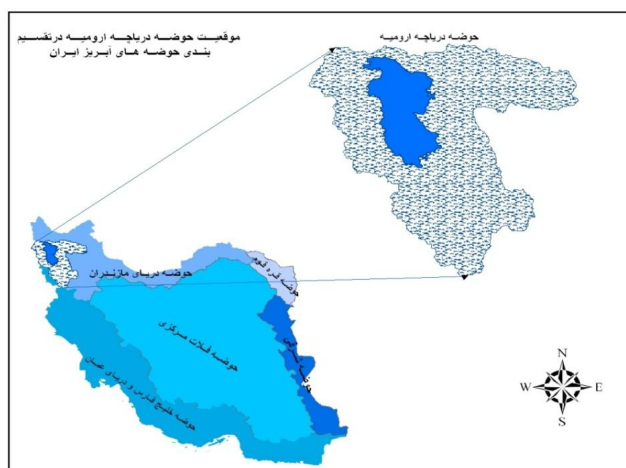 موقعیت حوضه دریاچه ارومیه درتقسیم
بندی حوضه های آبریز ایران
حوضه دریاچه ارومیه
حوضه دریای مازندران
حوضه قره قوم
حوضه فلات مرکزی
حوضه
حوضه خلیج فارس و دریای عمان
N
W
E
S